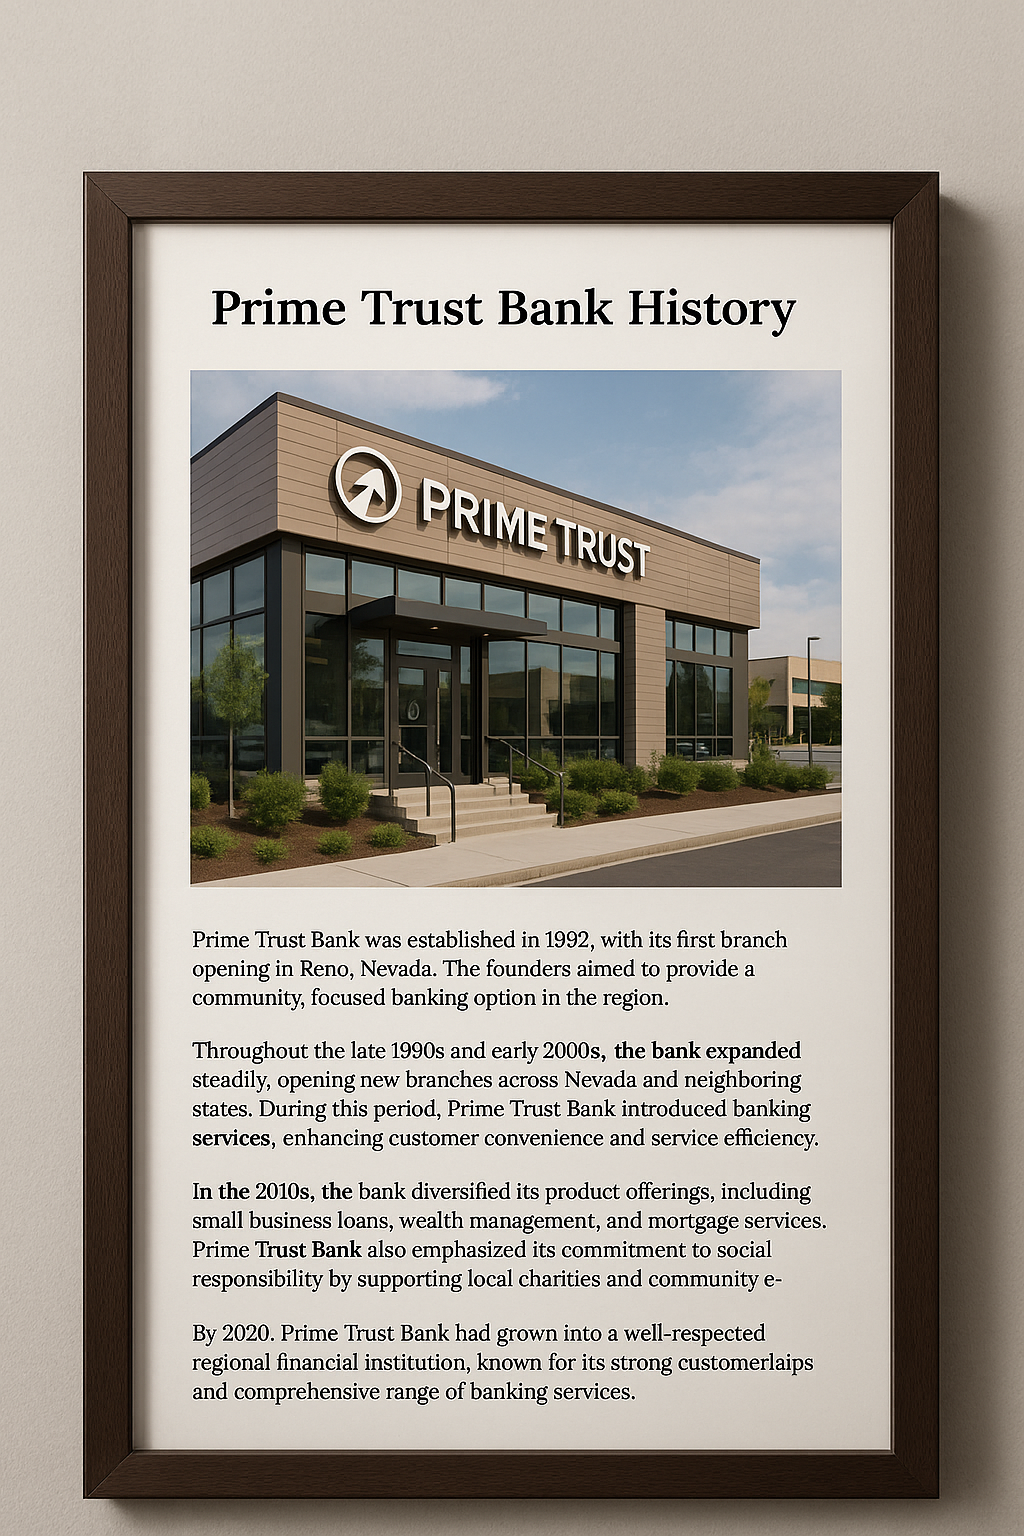 Prime Trust Bank History
PRIME TRUST
Prime Trust Bank was established in 1992, with its first branch
opening in Reno, Nevada. The founders aimed to provide a
community, focused banking option in the region.
Throughout the late 1990s and early 2000s, the bank expanded
steadily, opening new branches across Nevada and neighboring
states. During this period, Prime Trust Bank introduced banking
services, enhancing customer convenience and service efficiency.
In the 2010s, the bank diversified its product offerings, including
small business loans, wealth management, and mortgage services.
Prime Trust Bank also emphasized its commitment to social
responsibility by supporting local charities and community e-
By 2020. Prime Trust Bank had grown into a well-respected
regional financial institution, known for its strong customerlaips
and comprehensive range of banking services.